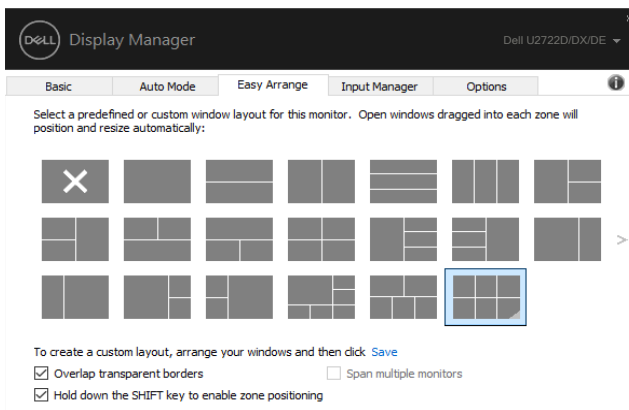 DELL Display Manager
Dell U2722D/DX/DE
Basic Auto Mode Easy Arrange Input Manager Options
Select a predefined or custom window layout for this monitor. Open windows dragged into each zone will
position and resize automatically:
To create a custom layout, arrange your windows and then click Save
Overlap transparent borders
Span multiple monitors
Hold down the SHIFT key to enable zone positioning